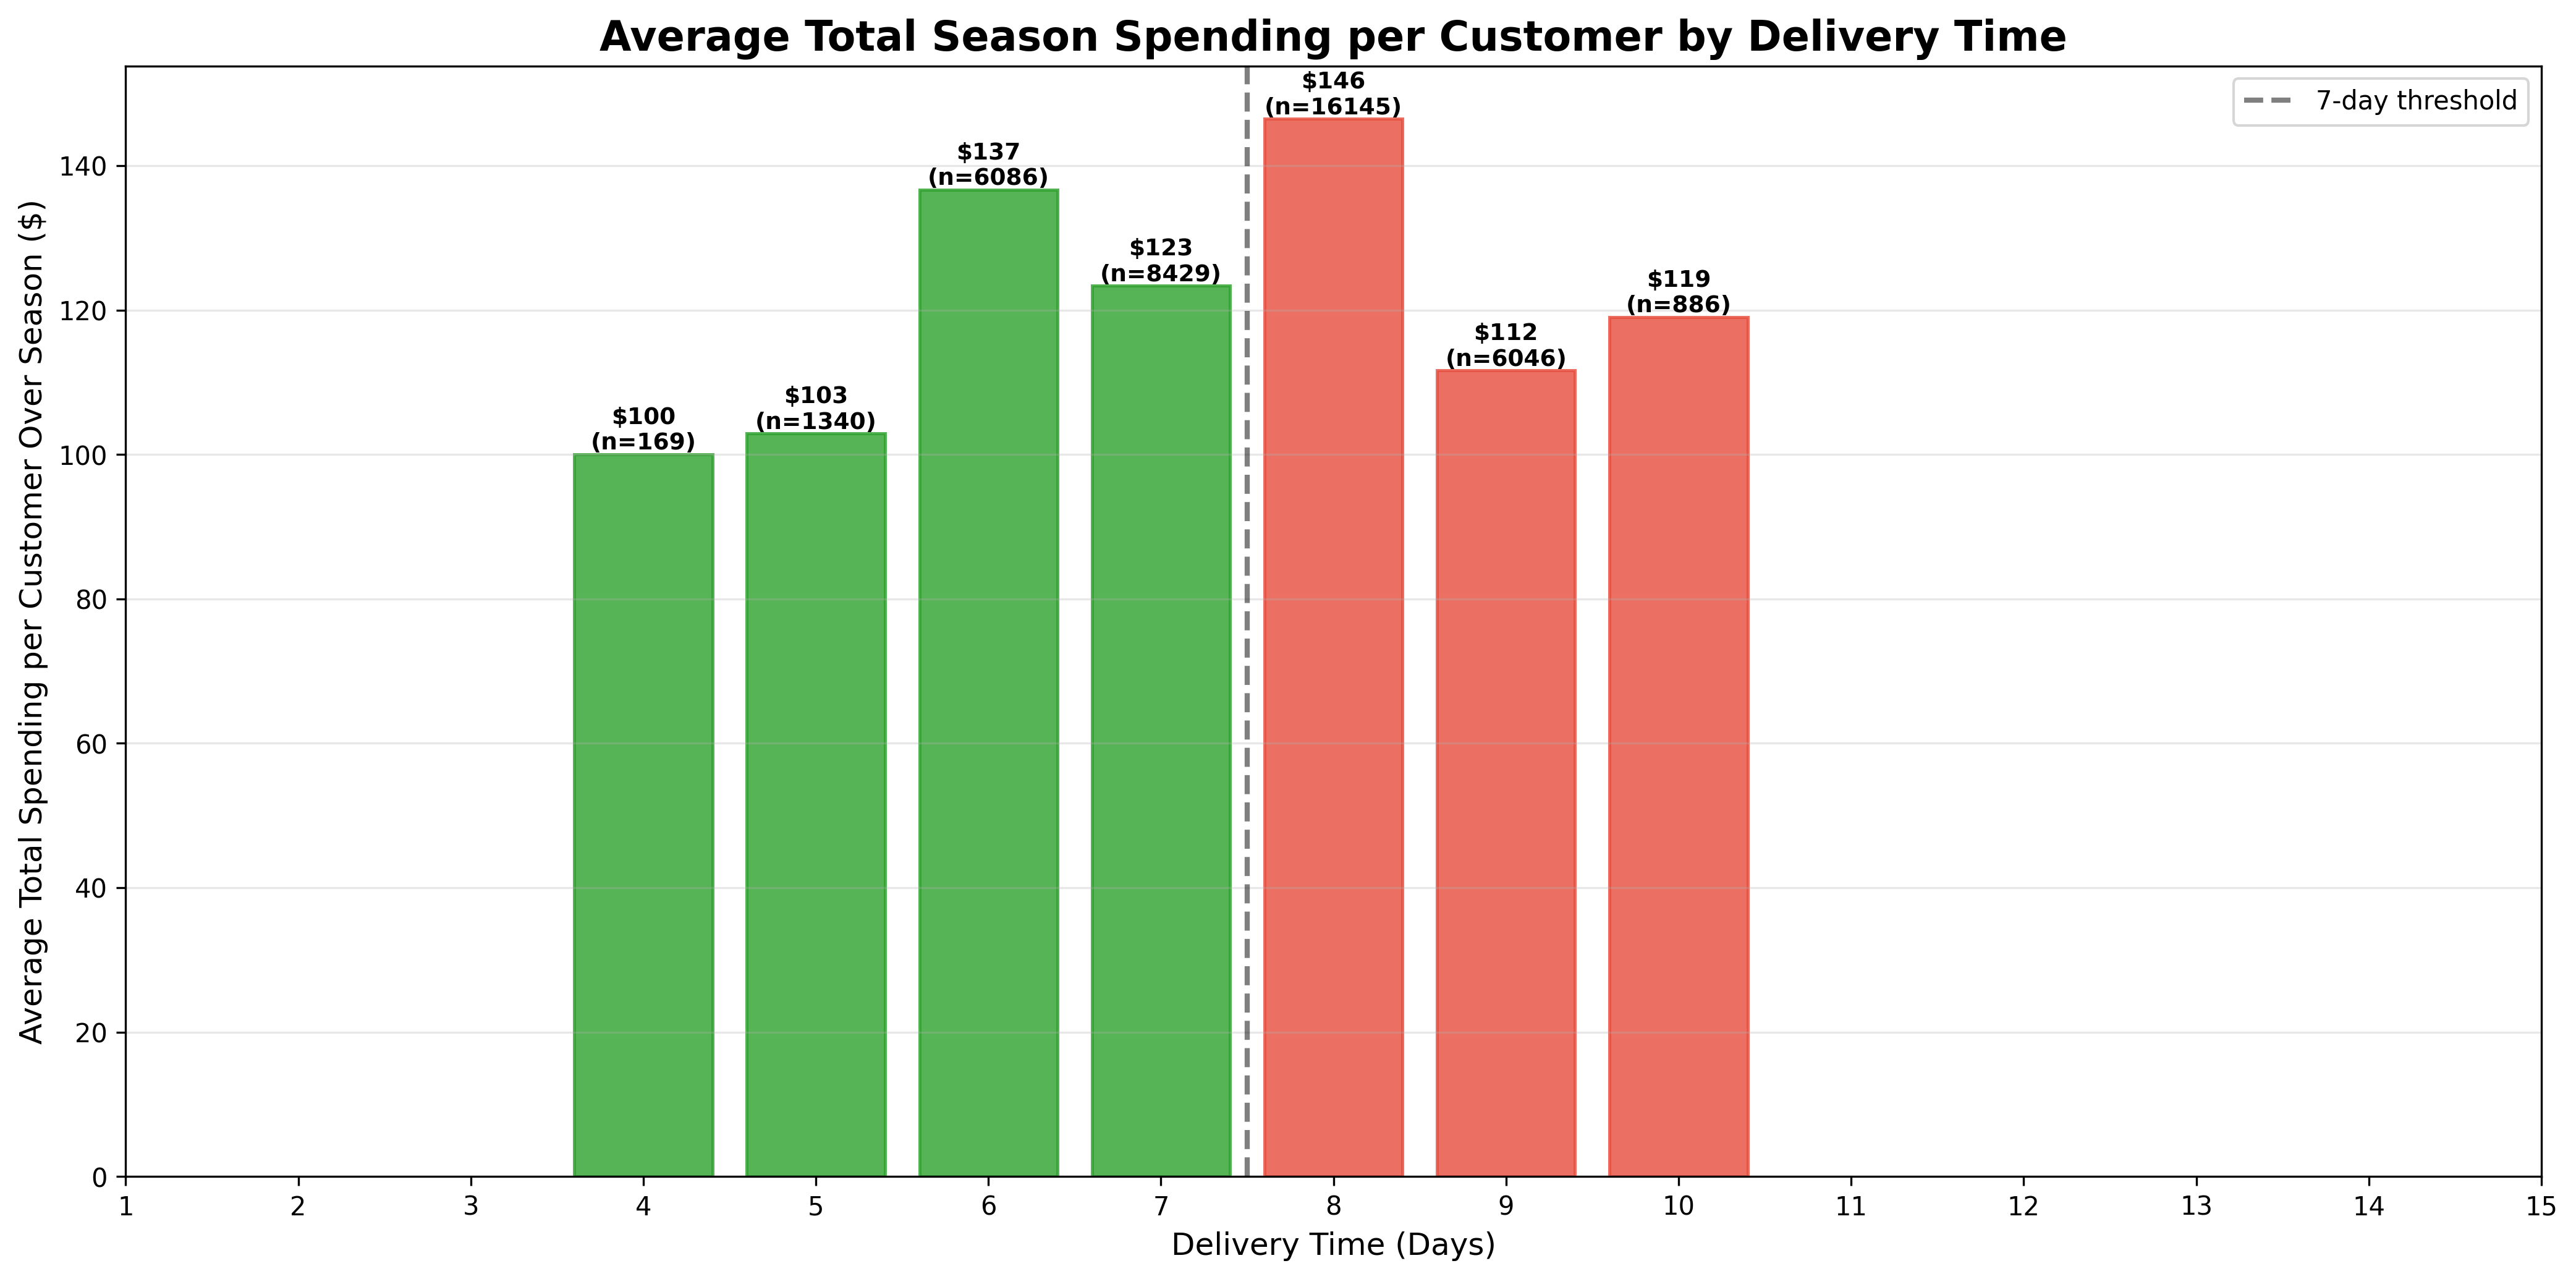 Average Total Season Spending per Customer by Delivery Time
7-day threshold
Average Total Spending per Customer Over Season ($)
140
120
100
80
60
40
20
0
$100
(n=169)
$103
(n=1340)
$137
(n=6086)
$123
(n=8429)
$146
(n=16145)
$112
(n=6046)
$119
(n=886)
1 2 3 4 5 6 7 8 9 10 11 12 13 14 15
Delivery Time (Days)